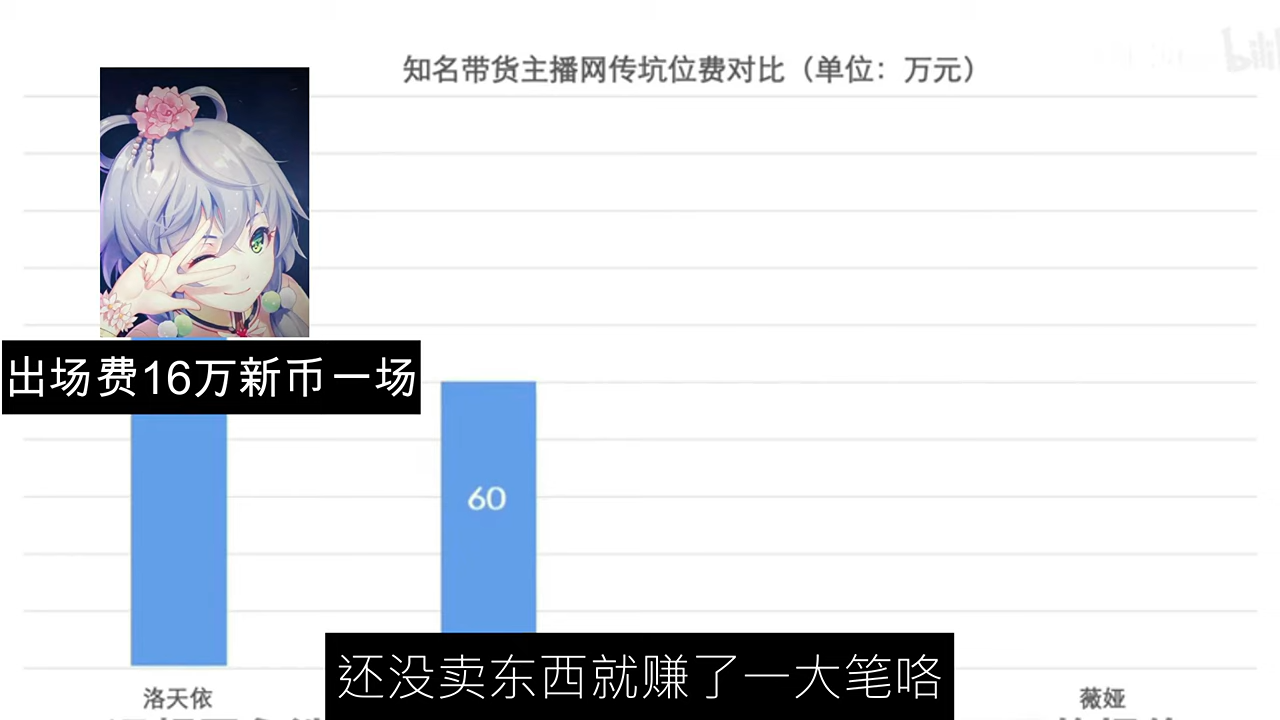 知名带货主播网传坑位费对比（单位：万元）
出场费16万新币一场
60
还没卖东西就赚了一大笔咯
洛天依
薇娅